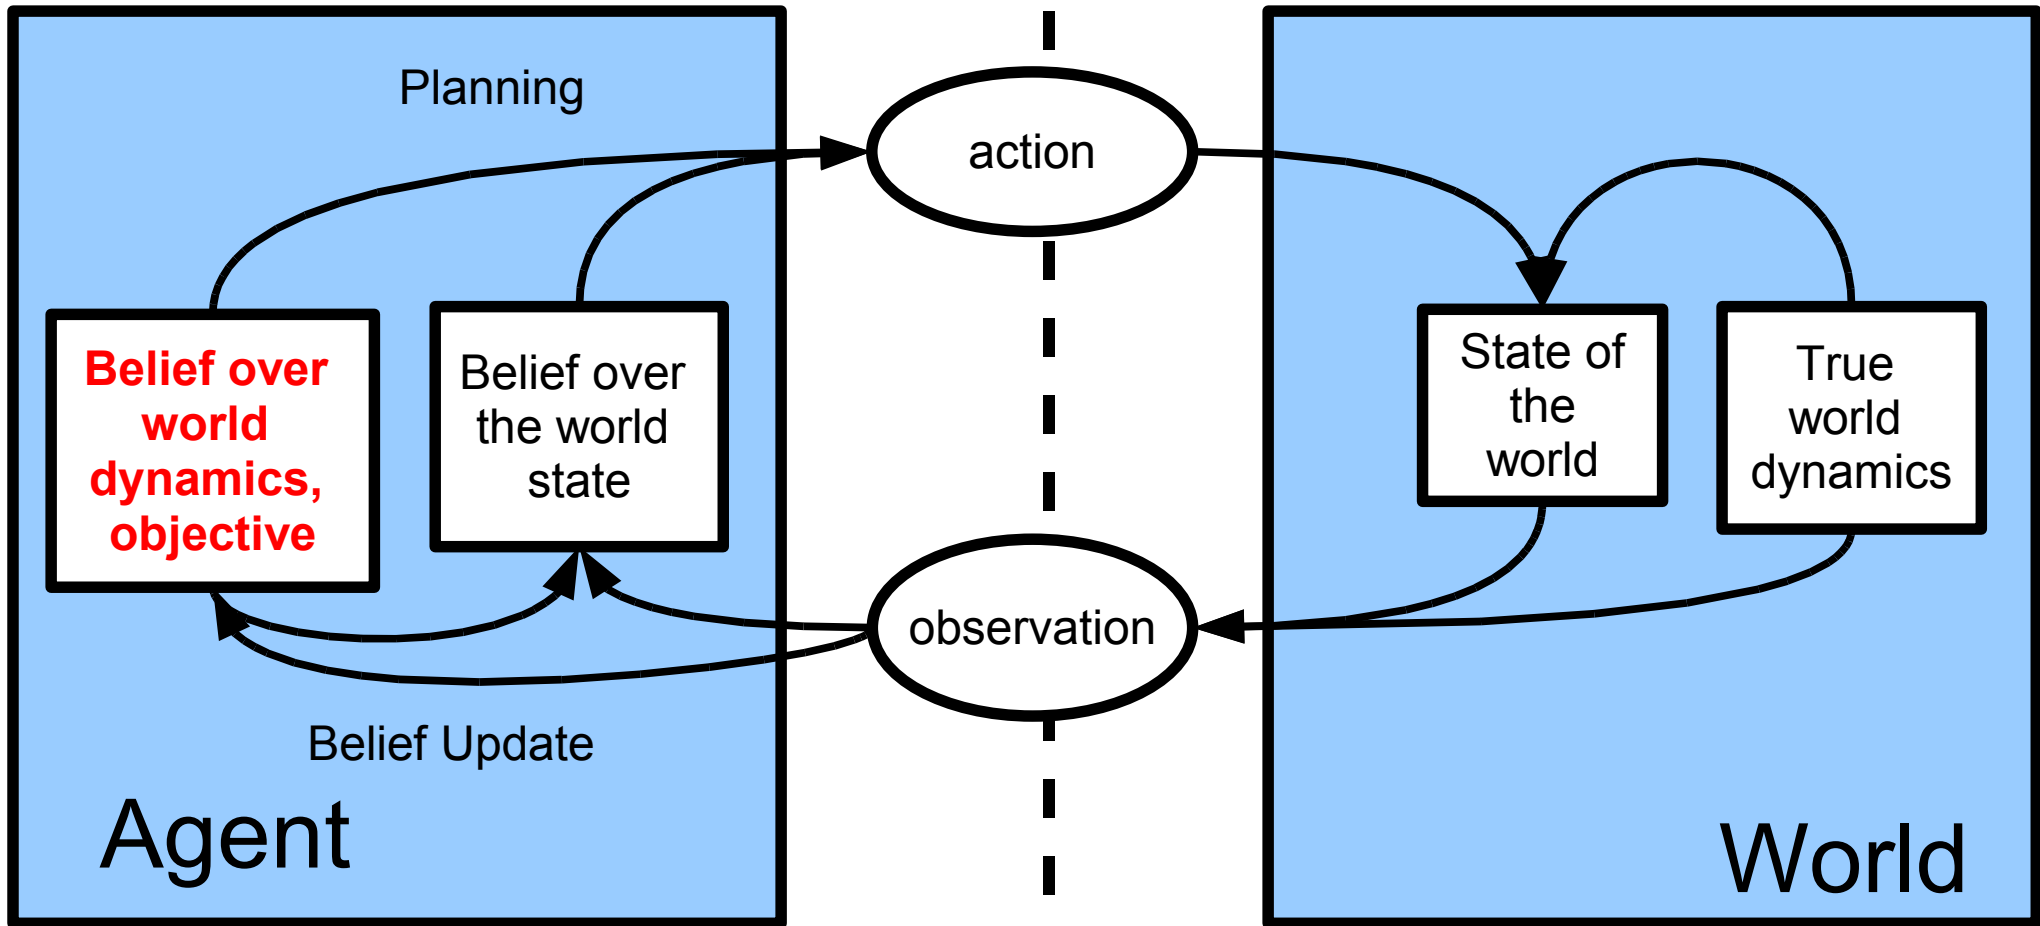 Planning
action
Belief over
world
dynamics,
objective
Belief over
the world
state
State of
the
world
True
world
dynamics
observation
Belief Update
Agent
World